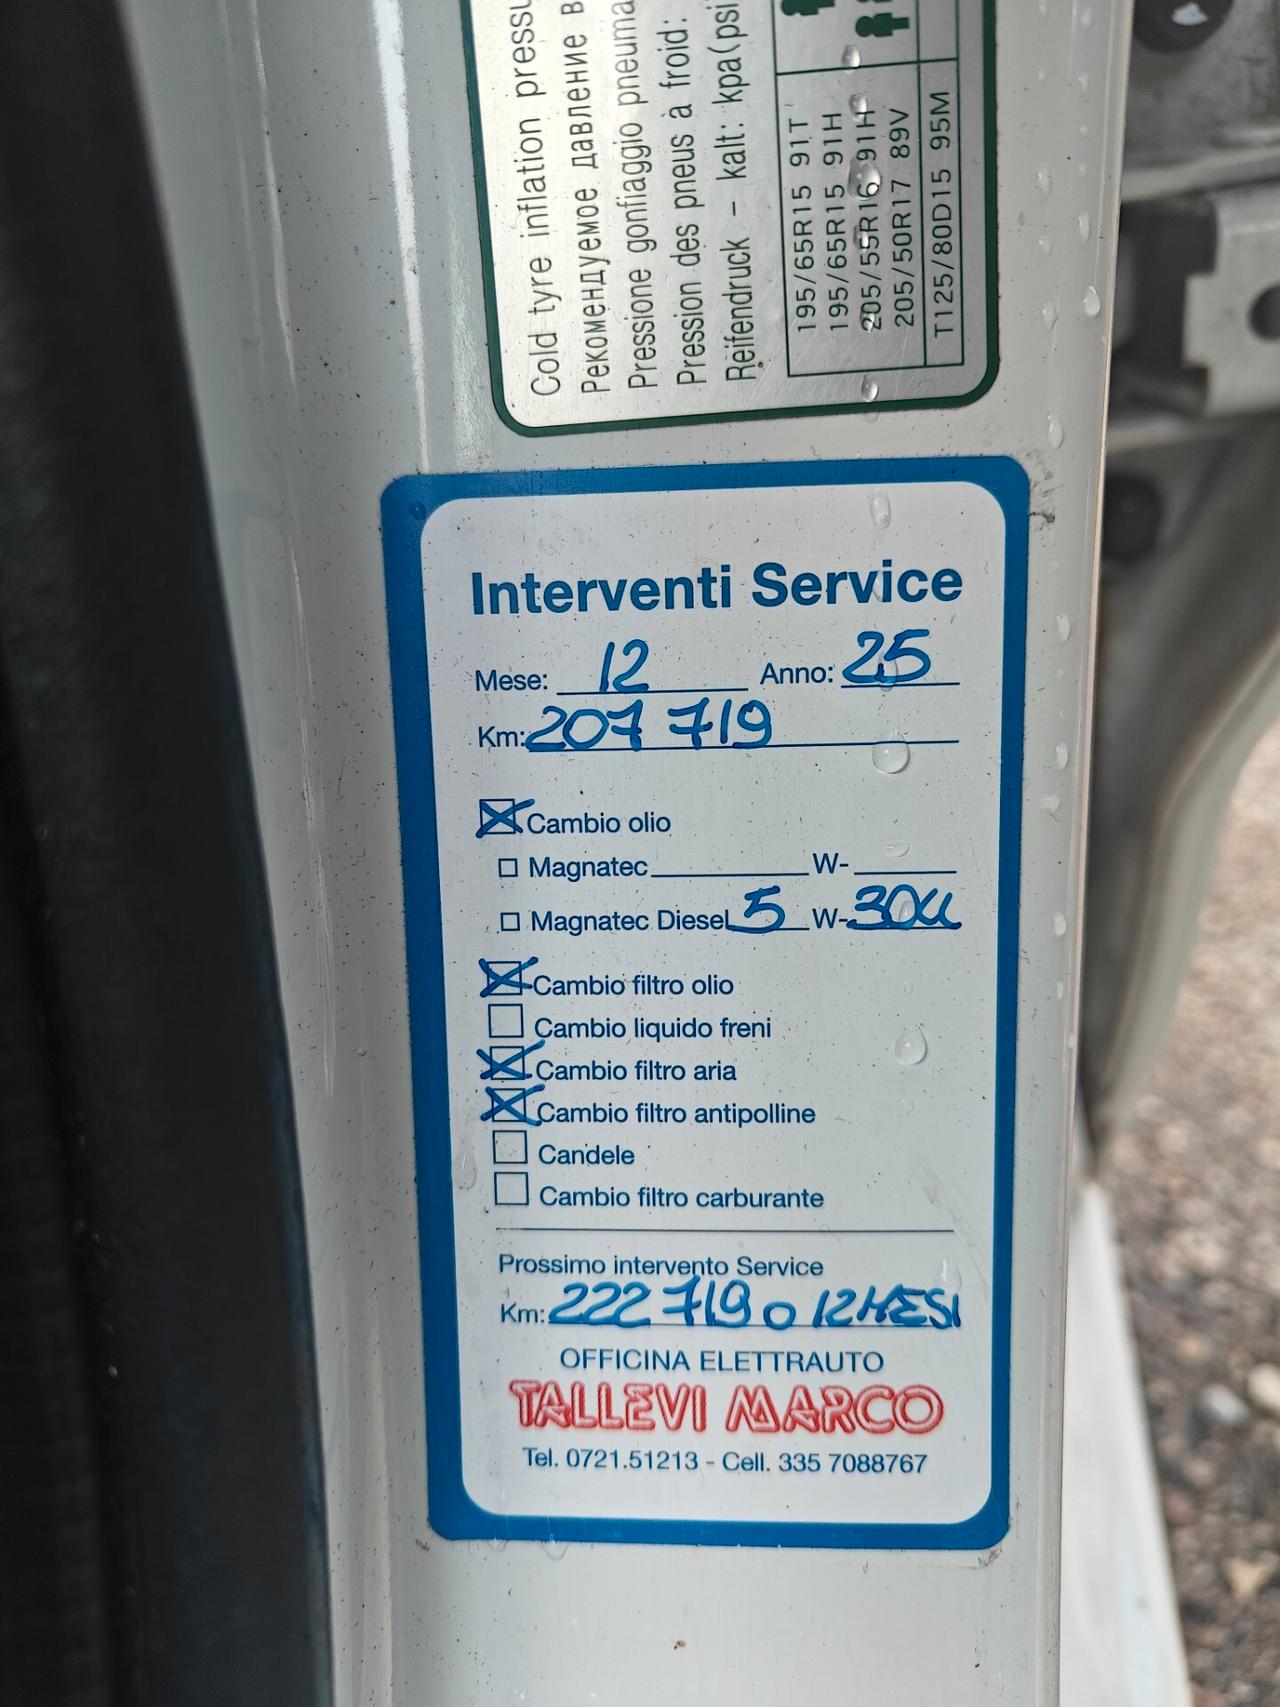 Cold tyre inflation
Рекомендуемое давление
Pressione gonfiaggio
Pression des pneus à froid:
Reifendruck - kalt: kpa(psi
195/65R15 91T
195/65R15 91H
205/55R16 91H
205/50R17 89V
T125/80D15 95M
Interventi Service
Mese: 12 Anno: 25
Km: 207 719
Cambio olio
Magnatec W-
Magnatec Diesel 5 W-30
Cambio filtro olio
Cambio liquido freni
Cambio filtro aria
Cambio filtro antipolline
Candele
Cambio filtro carburante
Prossimo intervento Service
Km: 222 719 o 12 MESI
OFFICINA ELETTRAUTO
TALLEVI MARCO
Tel. 0721.51213 - Cell. 335 7088767